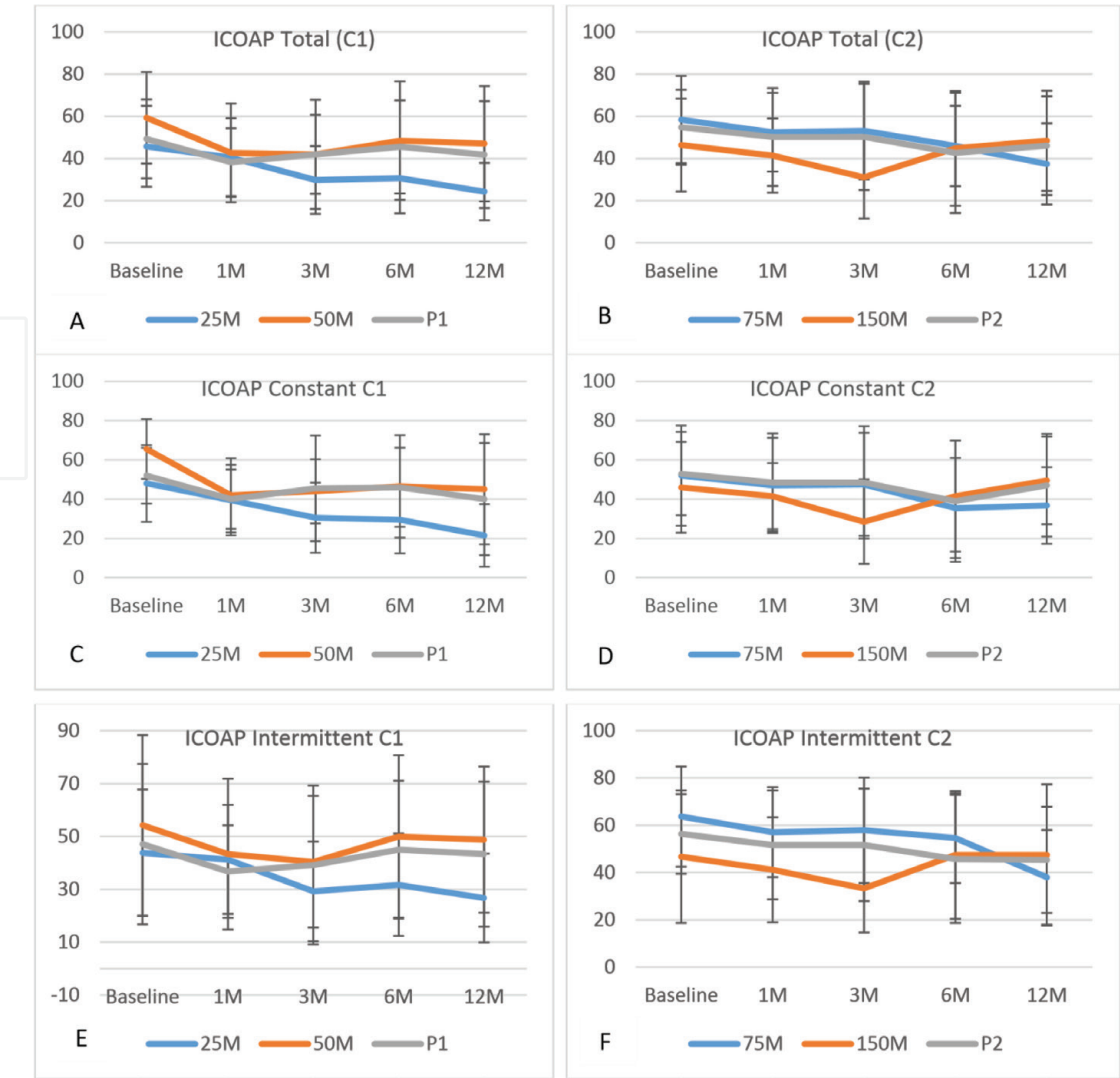 ICOAP Total (C1)
100
80
60
40
20
0
Baseline 1M 3M 6M 12M
A 25M 50M P1
ICOAP Total (C2)
100
80
60
40
20
0
Baseline 1M 3M 6M 12M
B 75M 150M P2
ICOAP Constant C1
100
80
60
40
20
0
Baseline 1M 3M 6M 12M
C 25M 50M P1
ICOAP Constant C2
100
80
60
40
20
0
Baseline 1M 3M 6M 12M
D 75M 150M P2
ICOAP Intermittent C1
90
70
50
30
10
-10
Baseline 1M 3M 6M 12M
E 25M 50M P1
ICOAP Intermittent C2
100
80
60
40
20
0
Baseline 1M 3M 6M 12M
F 75M 150M P2